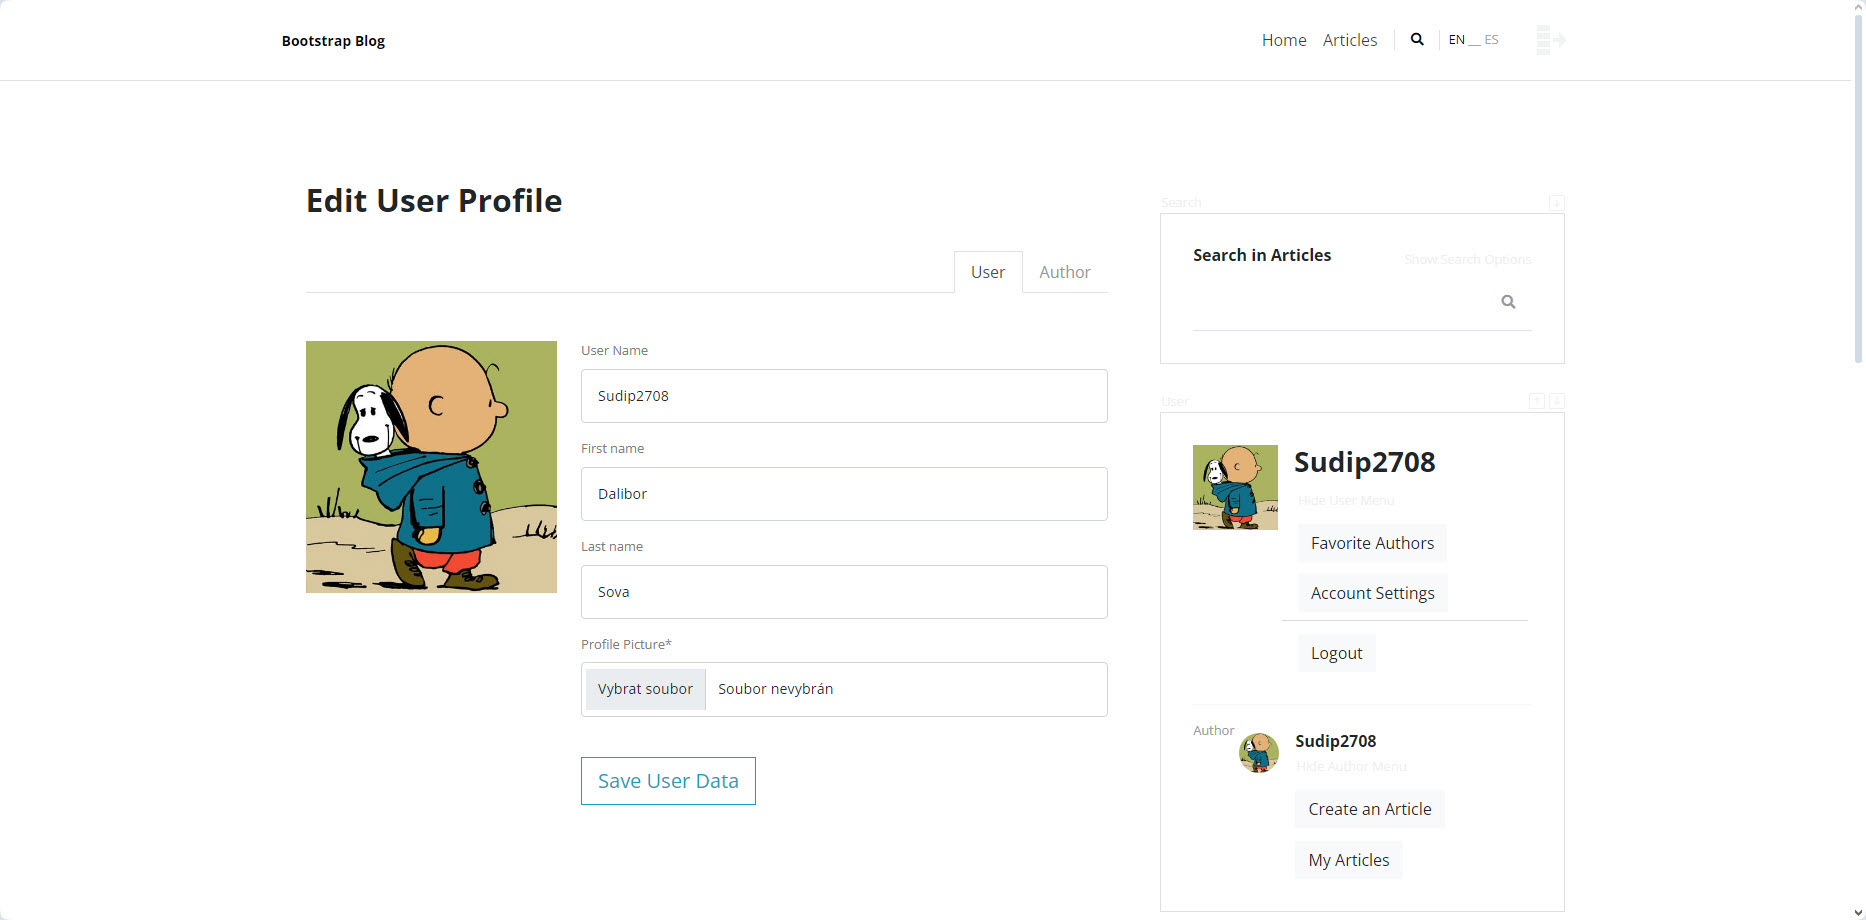 Bootstrap Blog
Home Articles EN __ ES
Edit User Profile
User Author
User Name
Sudip2708
First name
Dalibor
Last name
Sova
Profile Picture*
Vybrat soubor Soubor nevybrán
Save User Data
Search
Search in Articles Show Search Options
User
Sudip2708
Hide User Menu
Favorite Authors
Account Settings
Logout
Author
Sudip2708
Hide Author Menu
Create an Article
My Articles